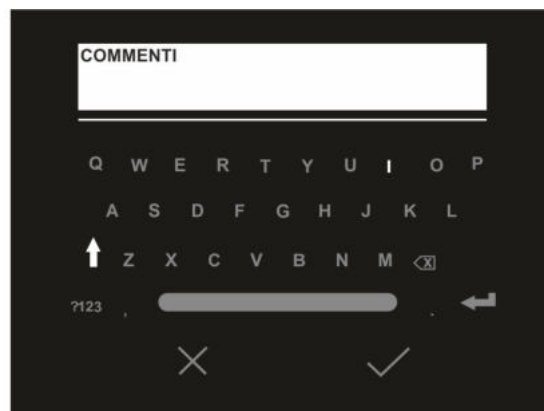 COMMENTI
Q W E R T Y U I O P
A S D F G H J K L
Z X C V B N M X
?123 , .